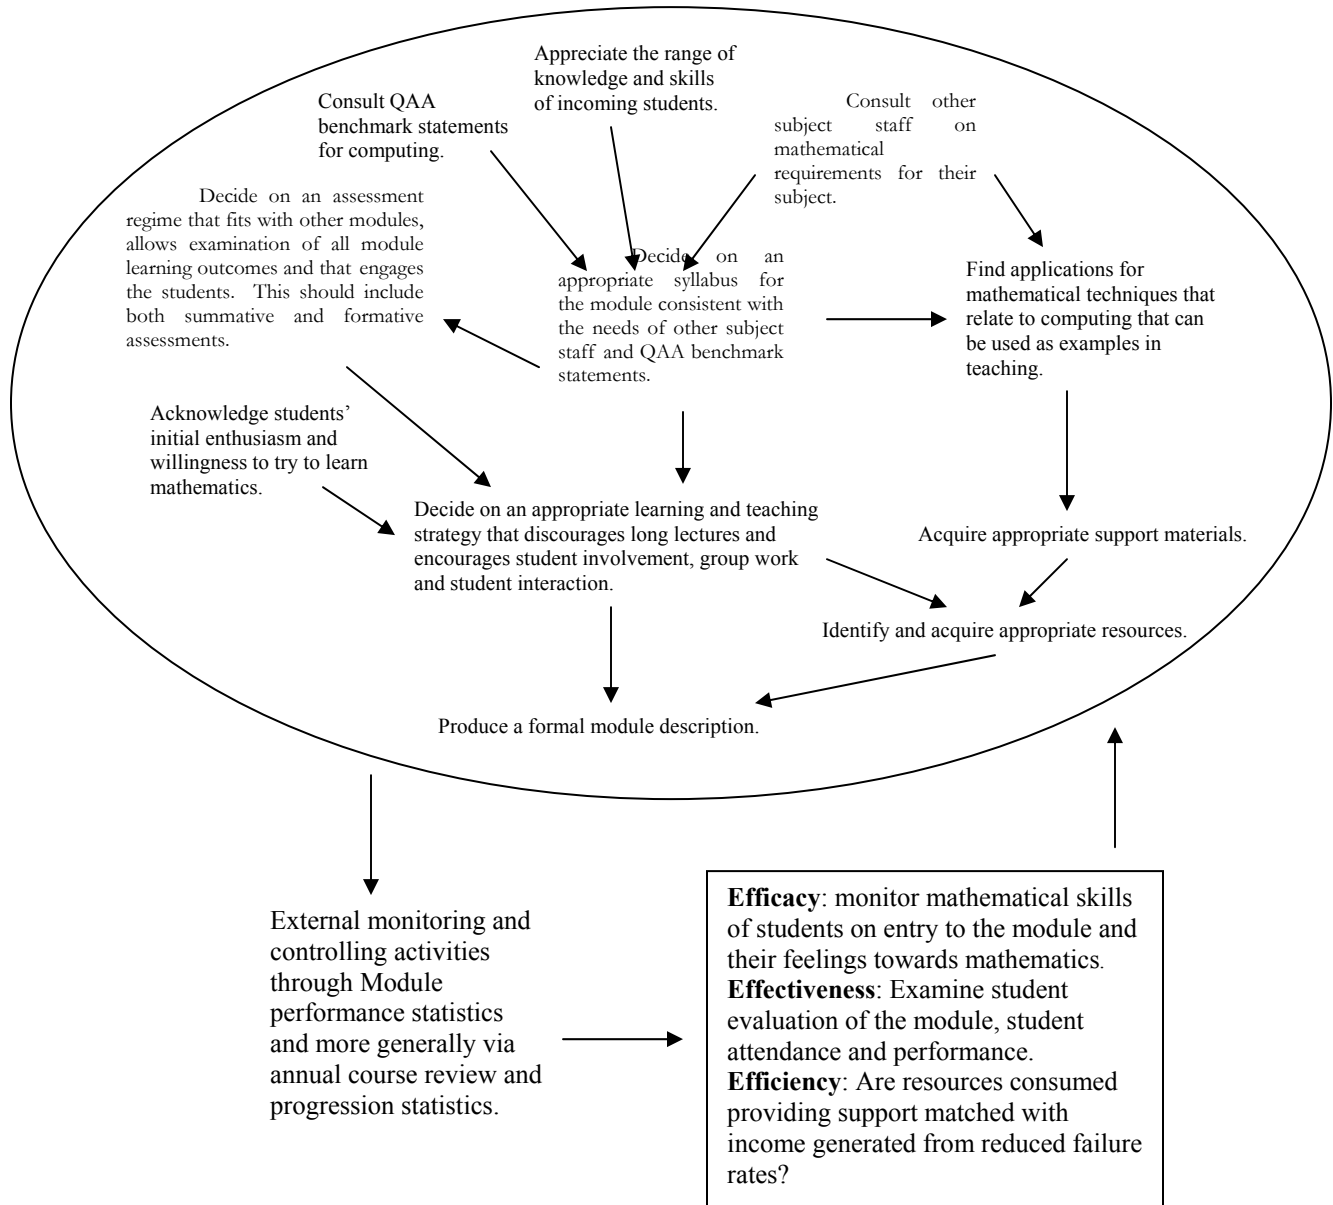 Appreciate the range of
knowledge and skills
of incoming students.
Consult QAA
benchmark statements
for computing.
Consult other
subject staff on
mathematical
requirements for their
subject.
Decide on an assessment
regime that fits with other modules,
allows examination of all module
learning outcomes and that engages
the students. This should include
both summative and formative
assessments.
Decide on an
appropriate syllabus for
the module consistent with
the needs of other subject
staff and QAA benchmark
statements.
Find applications for
mathematical techniques that
relate to computing that can
be used as examples in
teaching.
Acknowledge students’
initial enthusiasm and
willingness to try to learn
mathematics.
Decide on an appropriate learning and teaching
strategy that discourages long lectures and
encourages student involvement, group work
and student interaction.
Acquire appropriate support materials.
Identify and acquire appropriate resources.
Produce a formal module description.
External monitoring and
controlling activities
through Module
performance statistics
and more generally via
annual course review and
progression statistics.
Efficacy: monitor mathematical skills
of students on entry to the module and
their feelings towards mathematics.
Effectiveness: Examine student
evaluation of the module, student
attendance and performance.
Efficiency: Are resources consumed
providing support matched with
income generated from reduced failure
rates?